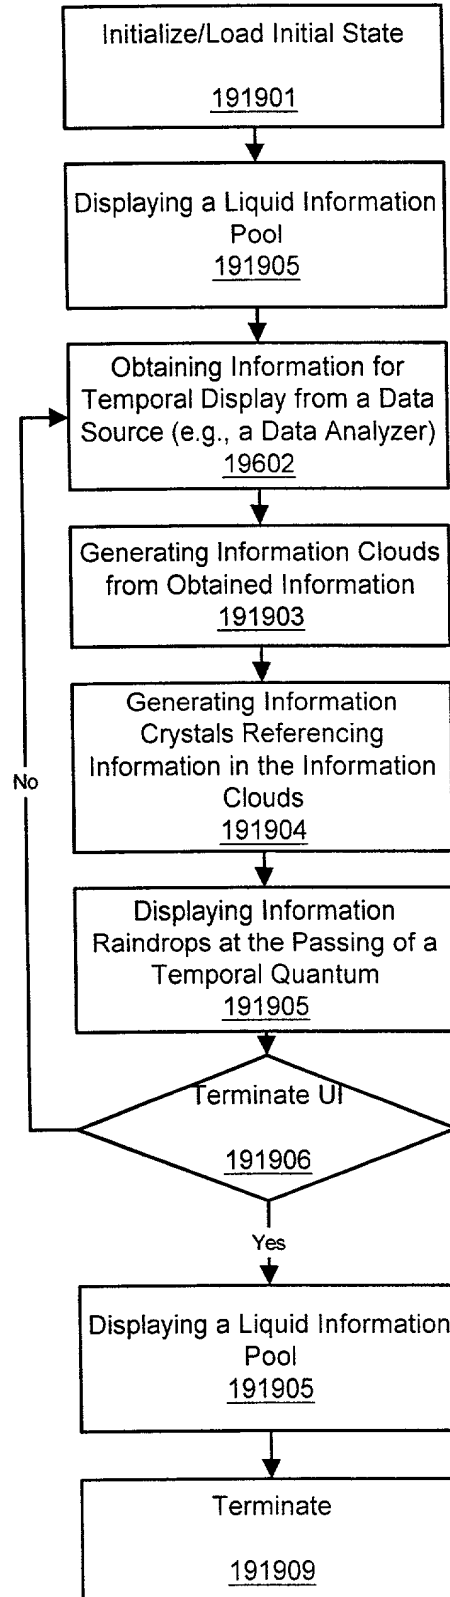 Initialize/Load Initial State
191901
Displaying a Liquid Information
Pool
191905
Obtaining Information for
Temporal Display from a Data
Source (e.g., a Data Analyzer)
19602
Generating Information Clouds
from Obtained Information
191903
Generating Information
Crystals Referencing
Information in the Information
Clouds
191904
No
Displaying Information
Raindrops at the Passing of a
Temporal Quantum
191905
Terminate UI
191906
Yes
Displaying a Liquid Information
Pool
191905
Terminate
191909